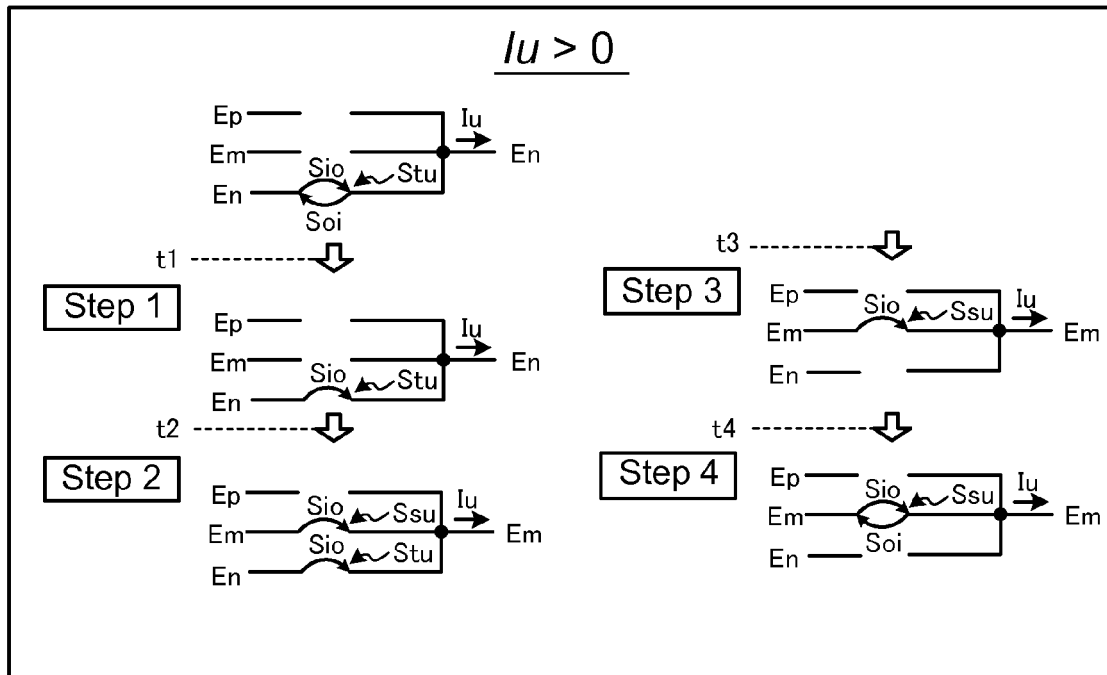 Iu > 0
Ep
Iu
Em
En
Sio
Stu
En
Soi
t1
Step 1
Ep
Iu
Em
En
Sio
Stu
En
t2
Step 2
Ep
Iu
Sio
Ssu
Em
Em
Sio
Stu
En
t3
Step 3
Ep
Iu
Sio
Ssu
Em
Em
En
t4
Step 4
Ep
Iu
Sio
Ssu
Em
Em
Soi
En